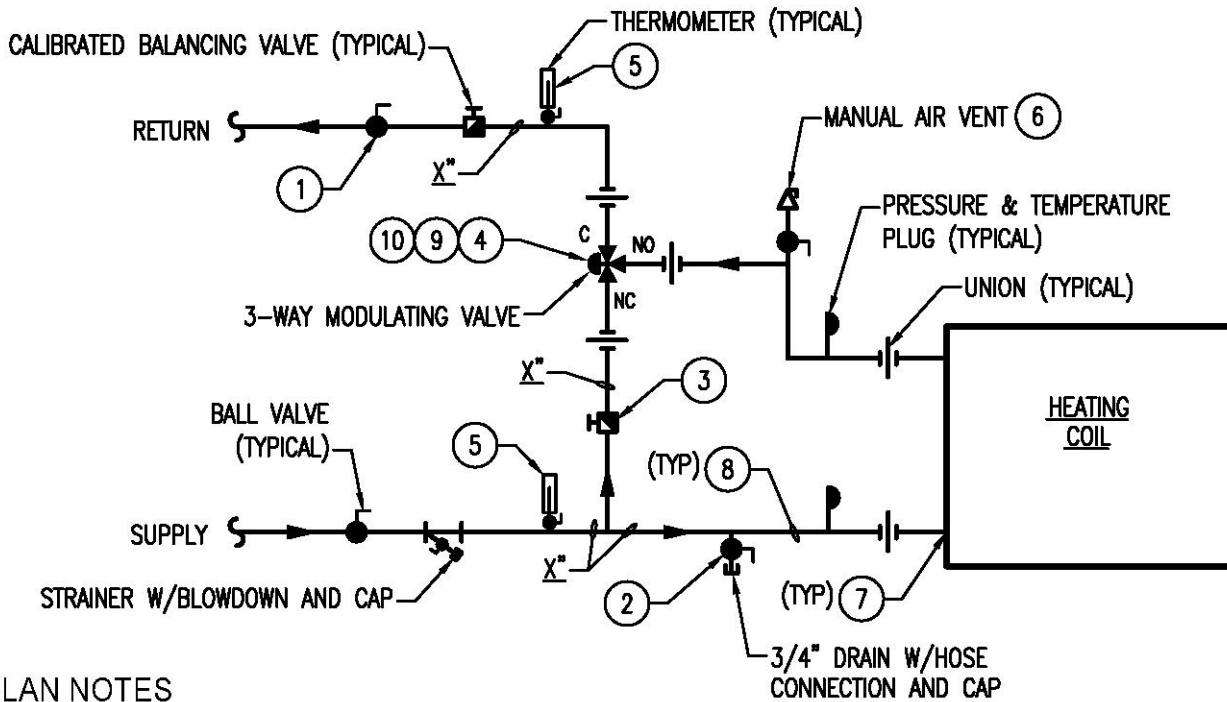 THERMOMETER (TYPICAL)
CALIBRATED BALANCING VALVE (TYPICAL)
5
RETURN
X"
1
MANUAL AIR VENT 6
PRESSURE & TEMPERATURE
PLUG (TYPICAL)
10 9 4
C
NO
NC
3-WAY MODULATING VALVE
UNION (TYPICAL)
X"
3
HEATING
COIL
BALL VALVE
(TYPICAL)
5
(TYP) 8
SUPPLY
X"
STRAINER W/BLOWDOWN AND CAP
2
(TYP) 7
3/4" DRAIN W/HOSE
CONNECTION AND CAP
LAN NOTES